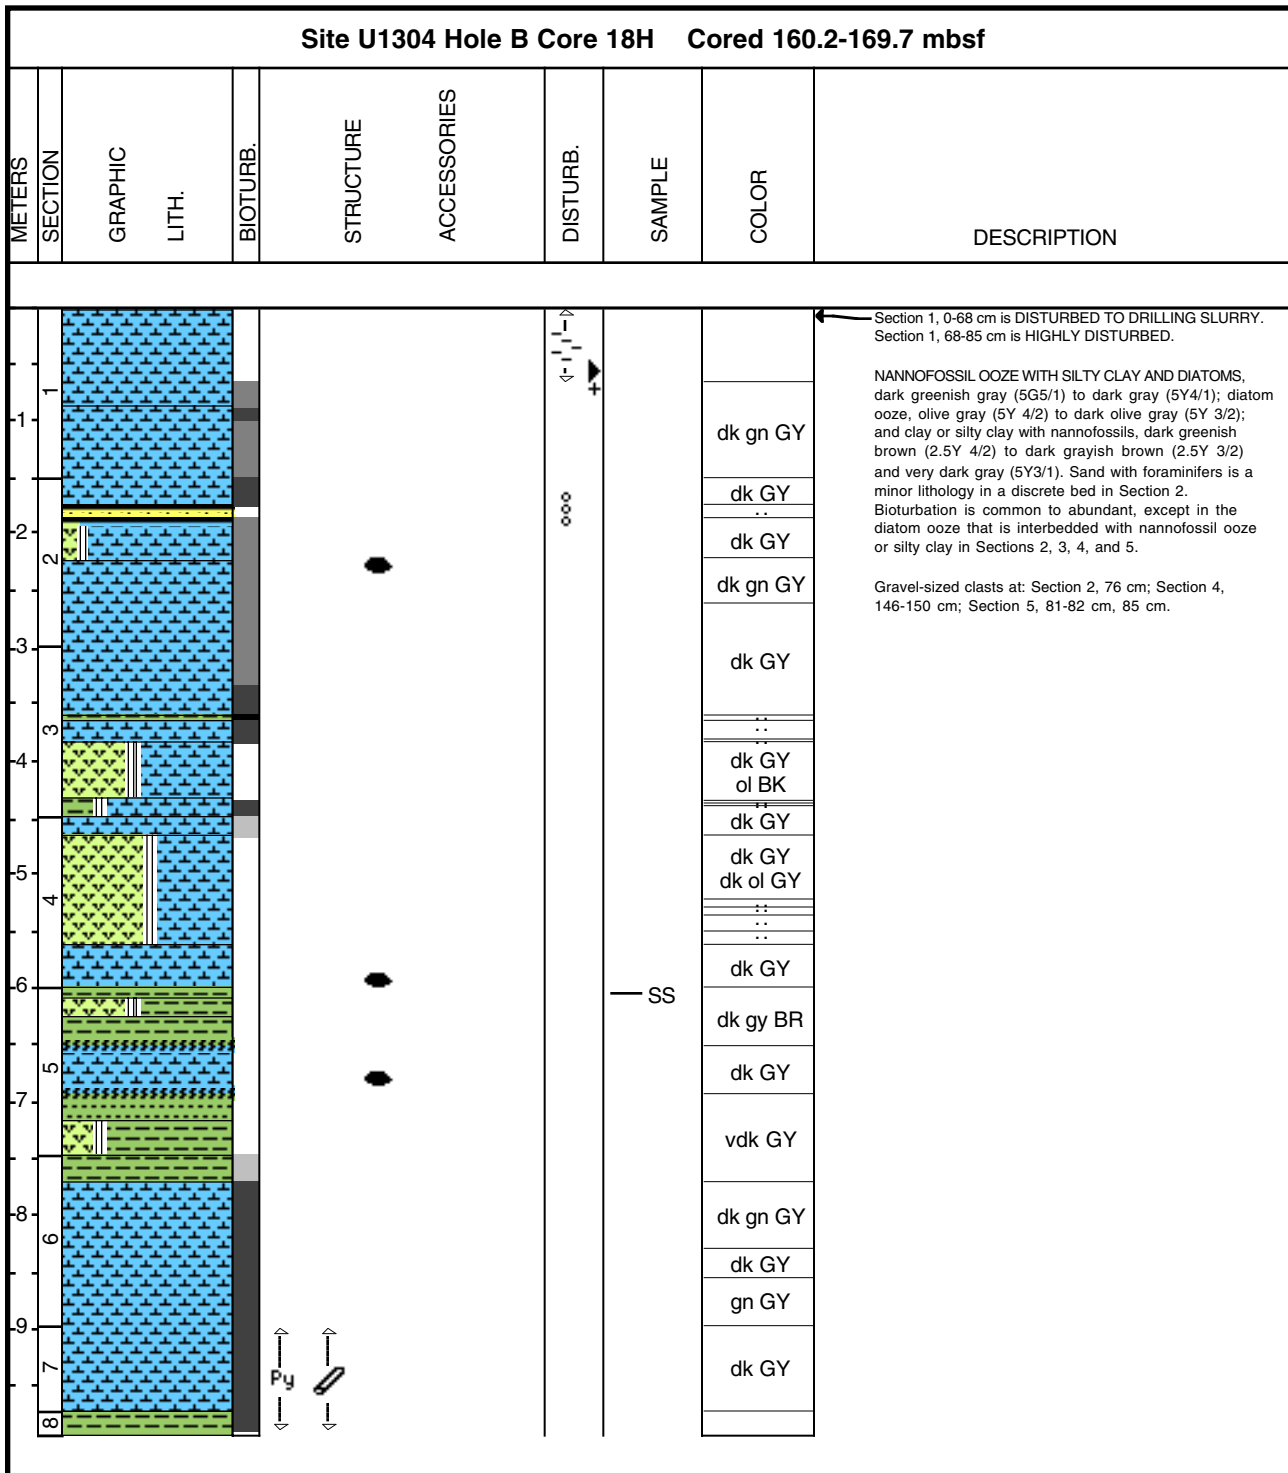 Site U1304 Hole B Core 18H Cored 160.2-169.7 mbsf
METERS
SECTION
GRAPHIC
LITH.
BIOTURB.
STRUCTURE
ACCESSORIES
DISTURB.
SAMPLE
COLOR
DESCRIPTION
Section 1, 0-68 cm is DISTURBED TO DRILLING SLURRY.
Section 1, 68-85 cm is HIGHLY DISTURBED.
NANNOFOSSIL OOZE WITH SILTY CLAY AND DIATOMS,
dark greenish gray (5G5/1) to dark gray (5Y4/1); diatom
ooze, olive gray (5Y 4/2) to dark olive gray (5Y 3/2);
and clay or silty clay with nannofossils, dark greenish
brown (2.5Y 4/2) to dark grayish brown (2.5Y 3/2)
and very dark gray (5Y3/1). Sand with foraminifers is a
minor lithology in a discrete bed in Section 2.
Bioturbation is common to abundant, except in the
diatom ooze that is interbedded with nannofossil ooze
or silty clay in Sections 2, 3, 4, and 5.
Gravel-sized clasts at: Section 2, 76 cm; Section 4,
146-150 cm; Section 5, 81-82 cm, 85 cm.
1
2
3
4
5
6
7
8
9
1
2
3
4
5
6
7
8
Py
SS
dk gn GY
dk GY
dk GY
dk gn GY
dk GY
dk GY
ol BK
dk GY
dk GY
dk ol GY
dk GY
dk gy BR
dk GY
vdk GY
dk gn GY
dk GY
gn GY
dk GY